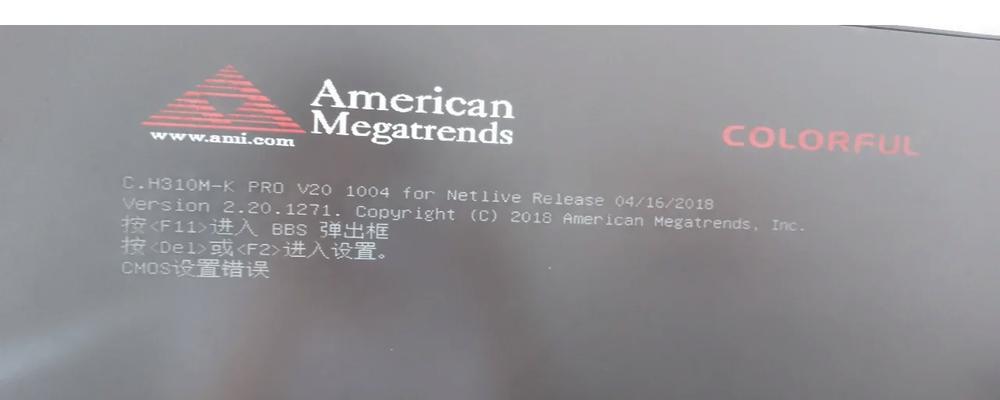 American
Megatrends
www.ami.com
COLORFUL
C.H310M-K PRO V20 1004 for Netlive Release 04/16/2018
Version 2.20.1271. Copyright (C) 2018 American Megatrends, Inc.
按<F11>进入 BBS 弹出框
按<Del>或<F2>进入设置。
CMOS设置错误